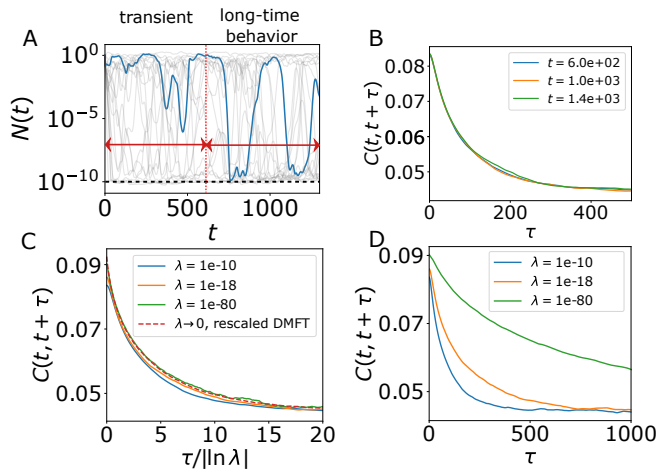 transient
long-time
behavior
A
10^0
10^-5
10^-10
N(t)
0
500
1000
t
B
0.08
0.07
0.06
0.05
C(t, t + τ)
t = 6.0e+02
t = 1.0e+03
t = 1.4e+03
0
200
400
τ
C
0.09
0.07
0.05
C(t, t + τ)
λ = 1e-10
λ = 1e-18
λ = 1e-80
λ→0, rescaled DMFT
0
5
10
15
20
τ/|ln λ|
D
0.09
0.07
0.05
C(t, t + τ)
λ = 1e-10
λ = 1e-18
λ = 1e-80
0
500
1000
τ